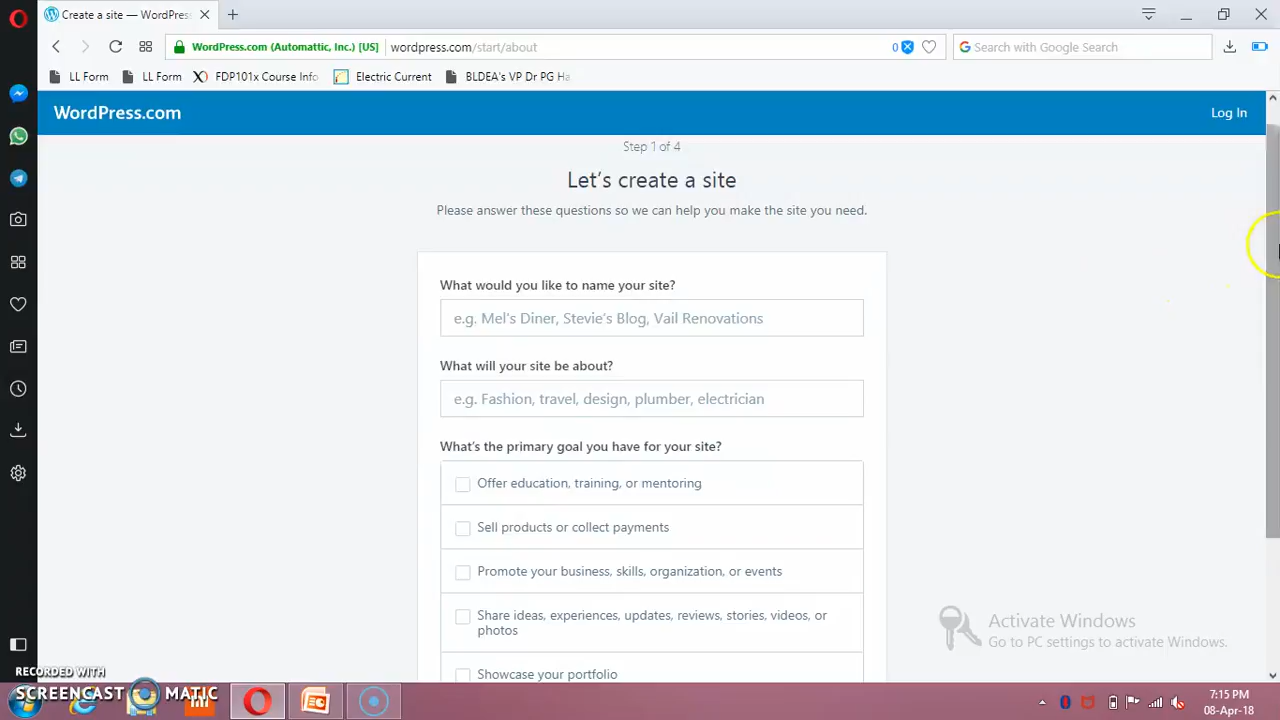 Create a site — WordPress
WordPress.com (Automattic, Inc.) [US]
wordpress.com/start/about
0
Search with Google Search
LL Form
LL Form
FDP101x Course Info
Electric Current
BLDEA's VP Dr PG Ha
WordPress.com
Log In
Step 1 of 4
Let's create a site
Please answer these questions so we can help you make the site you need.
What would you like to name your site?
e.g. Mel's Diner, Stevie's Blog, Vail Renovations
What will your site be about?
e.g. Fashion, travel, design, plumber, electrician
What's the primary goal you have for your site?
Offer education, training, or mentoring
Sell products or collect payments
Promote your business, skills, organization, or events
Share ideas, experiences, updates, reviews, stories, videos, or
photos
Showcase your portfolio
Activate Windows
Go to PC settings to activate Windows.
RECORDED WITH
SCREENCAST MATIC
7:15 PM
08-Apr-18